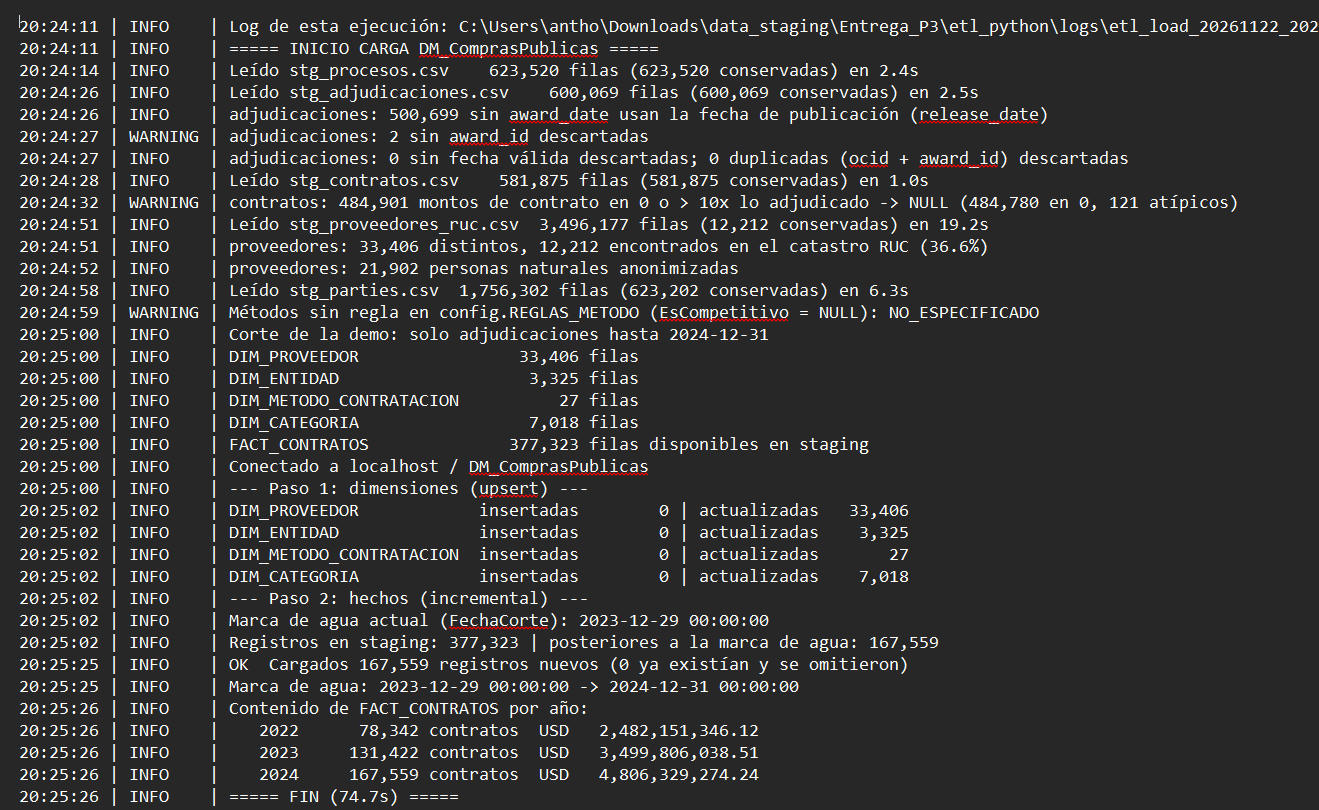 20:24:11 | INFO    | Log de esta ejecución: C:\Users\antho\Downloads\data_staging\Entrega_P3\etl_python\logs\etl_load_20261122_202
20:24:11 | INFO    | ===== INICIO CARGA DM_ComprasPublicas =====
20:24:14 | INFO    | Leído stg_procesos.csv    623,520 filas (623,520 conservadas) en 2.4s
20:24:26 | INFO    | Leído stg_adjudicaciones.csv    600,069 filas (600,069 conservadas) en 2.5s
20:24:26 | INFO    | adjudicaciones: 500,699 sin award_date usan la fecha de publicación (release_date)
20:24:27 | WARNING | adjudicaciones: 2 sin award_id descartadas
20:24:27 | INFO    | adjudicaciones: 0 sin fecha válida descartadas; 0 duplicadas (ocid + award_id) descartadas
20:24:28 | INFO    | Leído stg_contratos.csv    581,875 filas (581,875 conservadas) en 1.0s
20:24:32 | WARNING | contratos: 484,901 montos de contrato en 0 o > 10x lo adjudicado -> NULL (484,780 en 0, 121 atípicos)
20:24:51 | INFO    | Leído stg_proveedores_ruc.csv  3,496,177 filas (12,212 conservadas) en 19.2s
20:24:51 | INFO    | proveedores: 33,406 distintos, 12,212 encontrados en el catastro RUC (36.6%)
20:24:52 | INFO    | proveedores: 21,902 personas naturales anonimizadas
20:24:58 | INFO    | Leído stg_parties.csv  1,756,302 filas (623,202 conservadas) en 6.3s
20:24:59 | WARNING | Métodos sin regla en config.REGLAS_METODO (EsCompetitivo = NULL): NO_ESPECIFICADO
20:25:00 | INFO    | Corte de la demo: solo adjudicaciones hasta 2024-12-31
20:25:00 | INFO    | DIM_PROVEEDOR                33,406 filas
20:25:00 | INFO    | DIM_ENTIDAD                   3,325 filas
20:25:00 | INFO    | DIM_METODO_CONTRATACION          27 filas
20:25:00 | INFO    | DIM_CATEGORIA                 7,018 filas
20:25:00 | INFO    | FACT_CONTRATOS              377,323 filas disponibles en staging
20:25:00 | INFO    | Conectado a localhost / DM_ComprasPublicas
20:25:00 | INFO    | --- Paso 1: dimensiones (upsert) ---
20:25:02 | INFO    | DIM_PROVEEDOR            insertadas        0 | actualizadas   33,406
20:25:02 | INFO    | DIM_ENTIDAD              insertadas        0 | actualizadas    3,325
20:25:02 | INFO    | DIM_METODO_CONTRATACION  insertadas        0 | actualizadas       27
20:25:02 | INFO    | DIM_CATEGORIA            insertadas        0 | actualizadas    7,018
20:25:02 | INFO    | --- Paso 2: hechos (incremental) ---
20:25:02 | INFO    | Marca de agua actual (FechaCorte): 2023-12-29 00:00:00
20:25:02 | INFO    | Registros en staging: 377,323 | posteriores a la marca de agua: 167,559
20:25:25 | INFO    | OK  Cargados 167,559 registros nuevos (0 ya existían y se omitieron)
20:25:25 | INFO    | Marca de agua: 2023-12-29 00:00:00 -> 2024-12-31 00:00:00
20:25:26 | INFO    | Contenido de FACT_CONTRATOS por año:
20:25:26 | INFO    |    2022     78,342 contratos  USD   2,482,151,346.12
20:25:26 | INFO    |    2023    131,422 contratos  USD   3,499,806,038.51
20:25:26 | INFO    |    2024    167,559 contratos  USD   4,806,329,274.24
20:25:26 | INFO    | ===== FIN (74.7s) =====